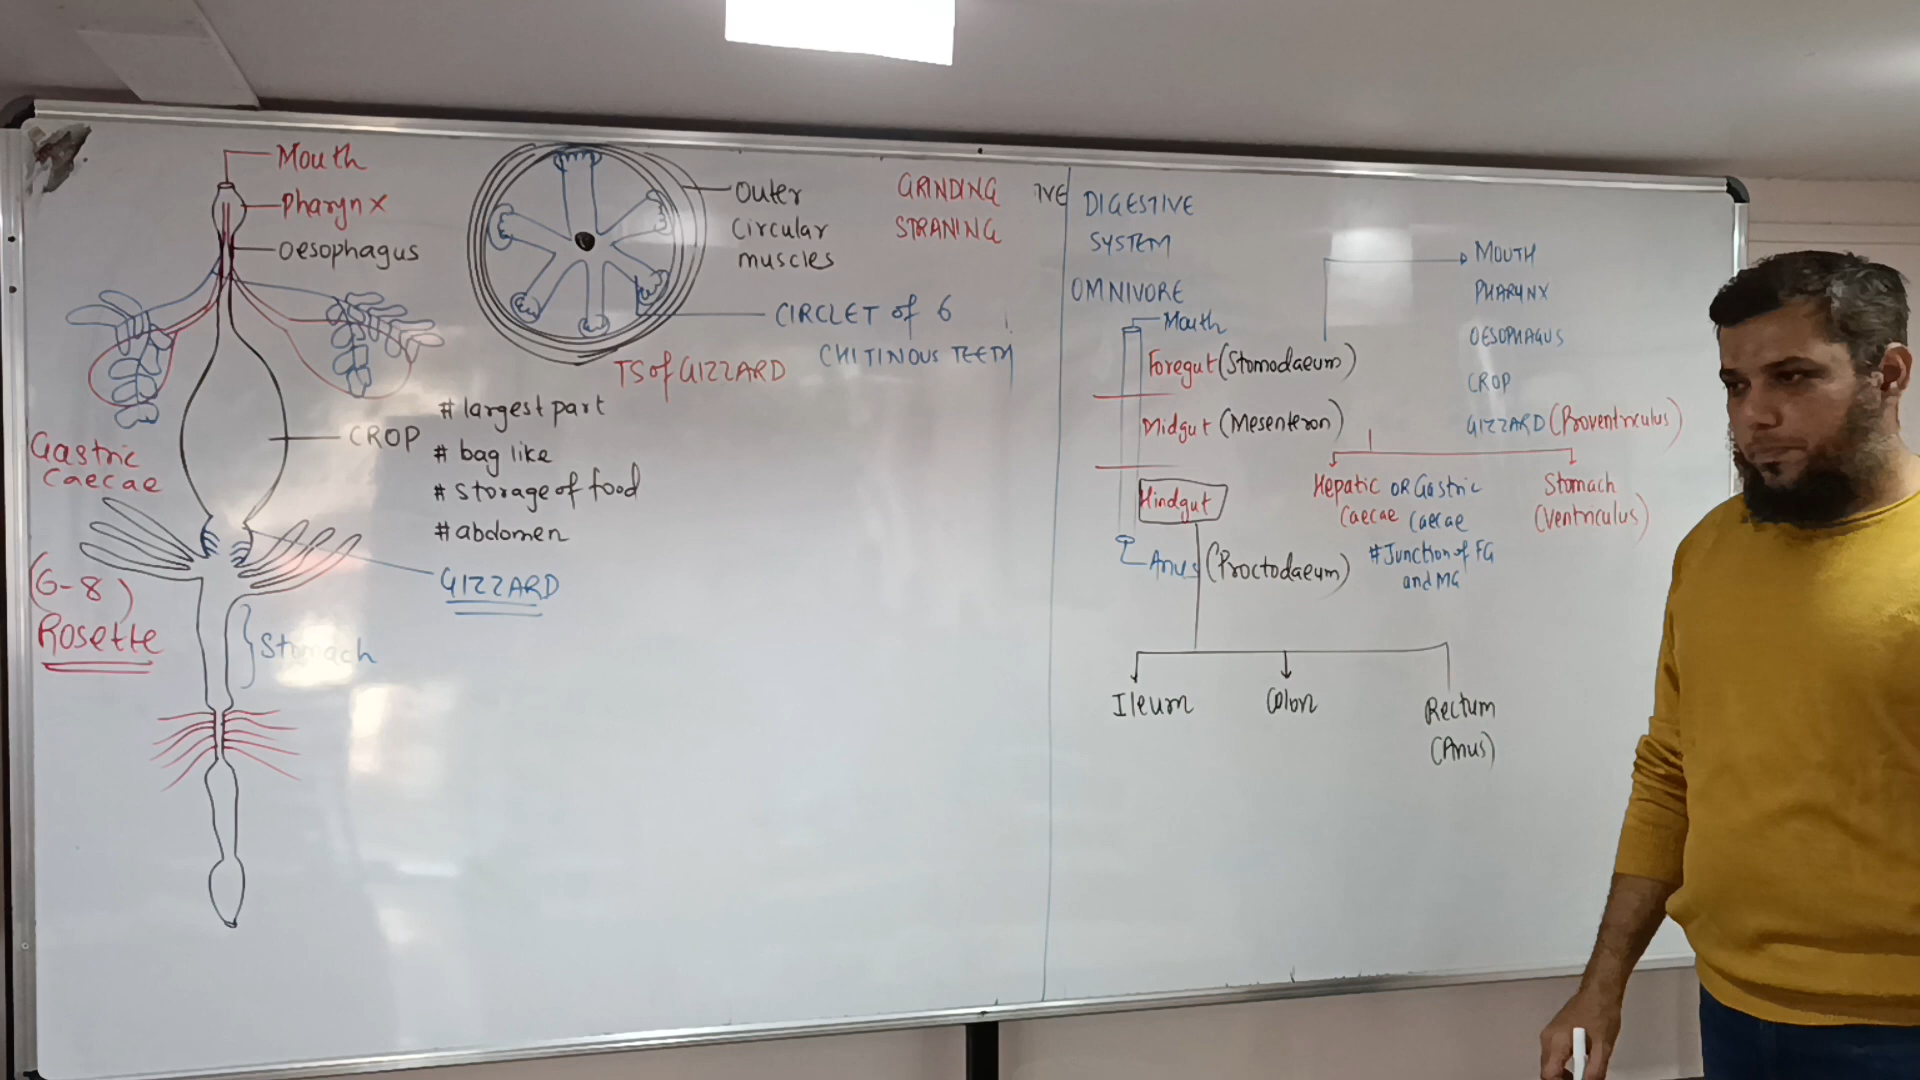 Mouth
Pharynx
Oesophagus
Gastric
Caecae
(6-8)
Rosette
CROP
# largest part
# bag like
# storage of food
# abdomen
GIZZARD
Stomach
Outer
Circular
muscles
CIRCLET of 6
CHITINOUS TEETH
TS of GIZZARD
GRINDING
STRANING
IVE
DIGESTIVE
SYSTEM
OMNIVORE
Mouth
Foregut (Stomodaeum)
Midgut (Mesenteron)
Hindgut
Anus (Proctodaeum)
MOUTH
PHARYNX
OESOPHAGUS
CROP
GIZZARD (Proventriculus)
Hepatic OR Gastric
Caecae Caecae
# Junction of FG
and MG
Stomach
(Ventriculus)
Ileum
Colon
Rectum
(Anus)